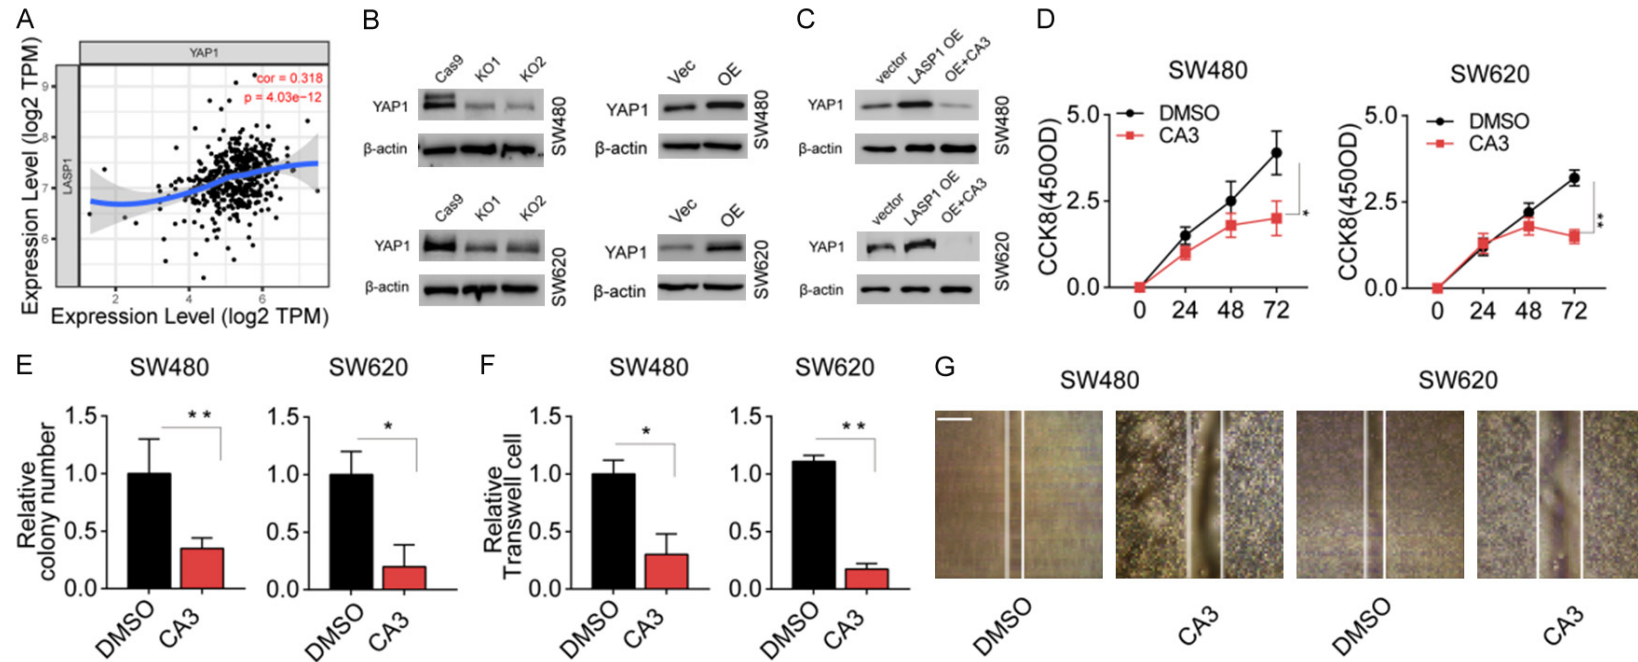 A
YAP1
cor = 0.318
p = 4.03e−12
LASP1
Expression Level (log2 TPM)
9
8
7
6
2 4 6
Expression Level (log2 TPM)
B
Cas9 KO1 KO2
YAP1
β-actin
SW480
Vec OE
YAP1
β-actin
SW480
Cas9 KO1 KO2
YAP1
β-actin
SW620
Vec OE
YAP1
β-actin
SW620
C
vector LASP1 OE OE+CA3
YAP1
β-actin
SW480
vector LASP1 OE OE+CA3
YAP1
β-actin
SW620
D
SW480
DMSO
CA3
CCK8(450OD)
5.0
2.5
0.0
0 24 48 72
*
SW620
DMSO
CA3
CCK8(450OD)
5.0
2.5
0.0
0 24 48 72
**
E
SW480
Relative
colony number
1.5
1.0
0.5
0.0
**
DMSO CA3
SW620
1.5
1.0
0.5
0.0
*
DMSO CA3
F
SW480
Relative
Transwell cell
1.5
1.0
0.5
0.0
*
DMSO CA3
SW620
1.5
1.0
0.5
0.0
**
DMSO CA3
G
SW480 SW620
DMSO CA3 DMSO CA3